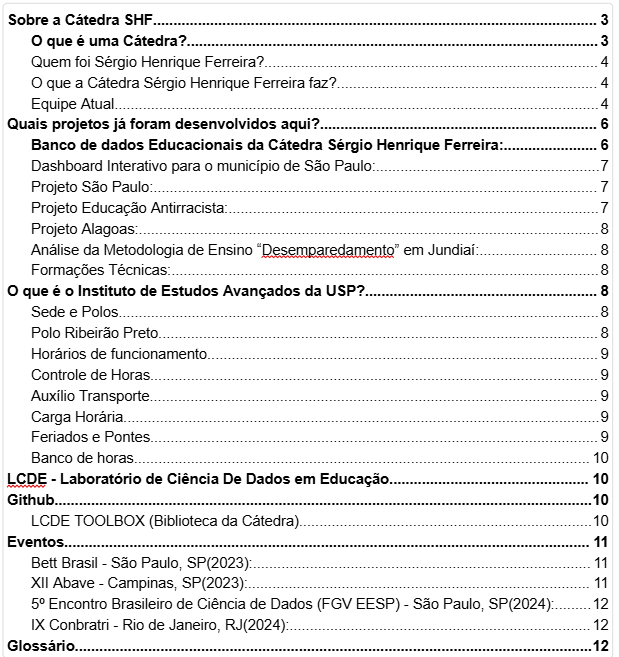 Sobre a Cátedra SHF........................................................................................................ 3
O que é uma Cátedra?................................................................................................ 3
Quem foi Sérgio Henrique Ferreira?................................................................................ 4
O que a Cátedra Sérgio Henrique Ferreira faz?............................................................... 4
Equipe Atual..................................................................................................................... 4
Quais projetos já foram desenvolvidos aqui?................................................................... 6
Banco de dados Educacionais da Cátedra Sérgio Henrique Ferreira:....................... 6
Dashboard Interativo para o município de São Paulo:...................................................... 7
Projeto São Paulo:............................................................................................................ 7
Projeto Educação Antirracista:.......................................................................................... 7
Projeto Alagoas:............................................................................................................... 8
Análise da Metodologia de Ensino “Desemparedamento” em Jundiaí:............................. 8
Formações Técnicas:........................................................................................................ 8
O que é o Instituto de Estudos Avançados da USP?........................................................ 8
Sede e Polos.................................................................................................................... 8
Polo Ribeirão Preto........................................................................................................... 8
Horários de funcionamento............................................................................................... 9
Controle de Horas............................................................................................................. 9
Auxílio Transporte............................................................................................................. 9
Carga Horária................................................................................................................... 9
Feriados e Pontes............................................................................................................. 9
Banco de horas............................................................................................................... 10
LCDE - Laboratório de Ciência De Dados em Educação................................................ 10
Github............................................................................................................................10
LCDE TOOLBOX (Biblioteca da Cátedra)....................................................................... 10
Eventos.......................................................................................................................... 11
Bett Brasil - São Paulo, SP(2023):................................................................................... 11
XII Abave - Campinas, SP(2023):.................................................................................... 11
5º Encontro Brasileiro de Ciência de Dados (FGV EESP) - São Paulo, SP(2024):......... 12
IX Conbratri - Rio de Janeiro, RJ(2024):.......................................................................... 12
Glossário........................................................................................................................12